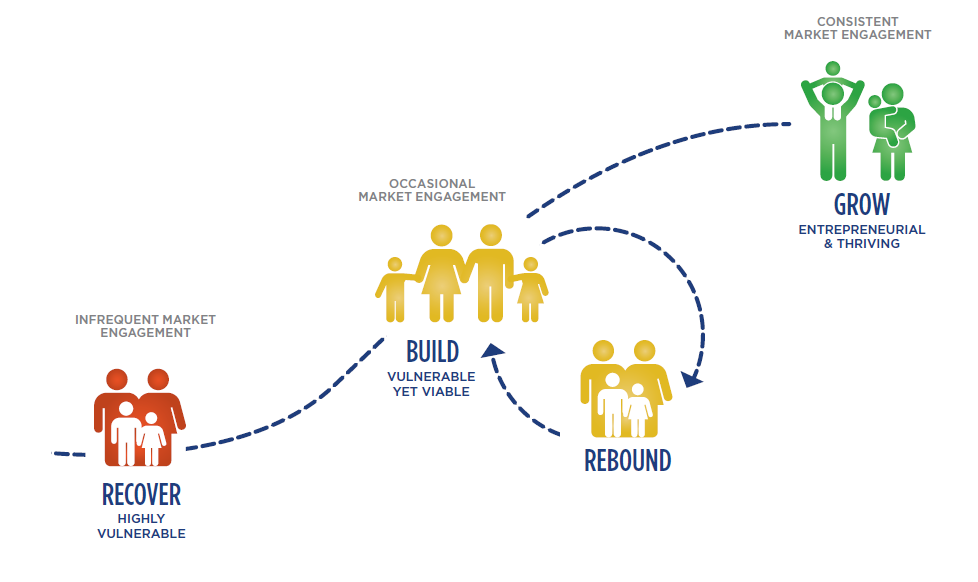 CONSISTENT
MARKET ENGAGEMENT
GROW
ENTREPRENEURIAL
& THRIVING
OCCASIONAL
MARKET ENGAGEMENT
BUILD
VULNERABLE
YET VIABLE
REBOUND
INFREQUENT MARKET
ENGAGEMENT
RECOVER
HIGHLY
VULNERABLE